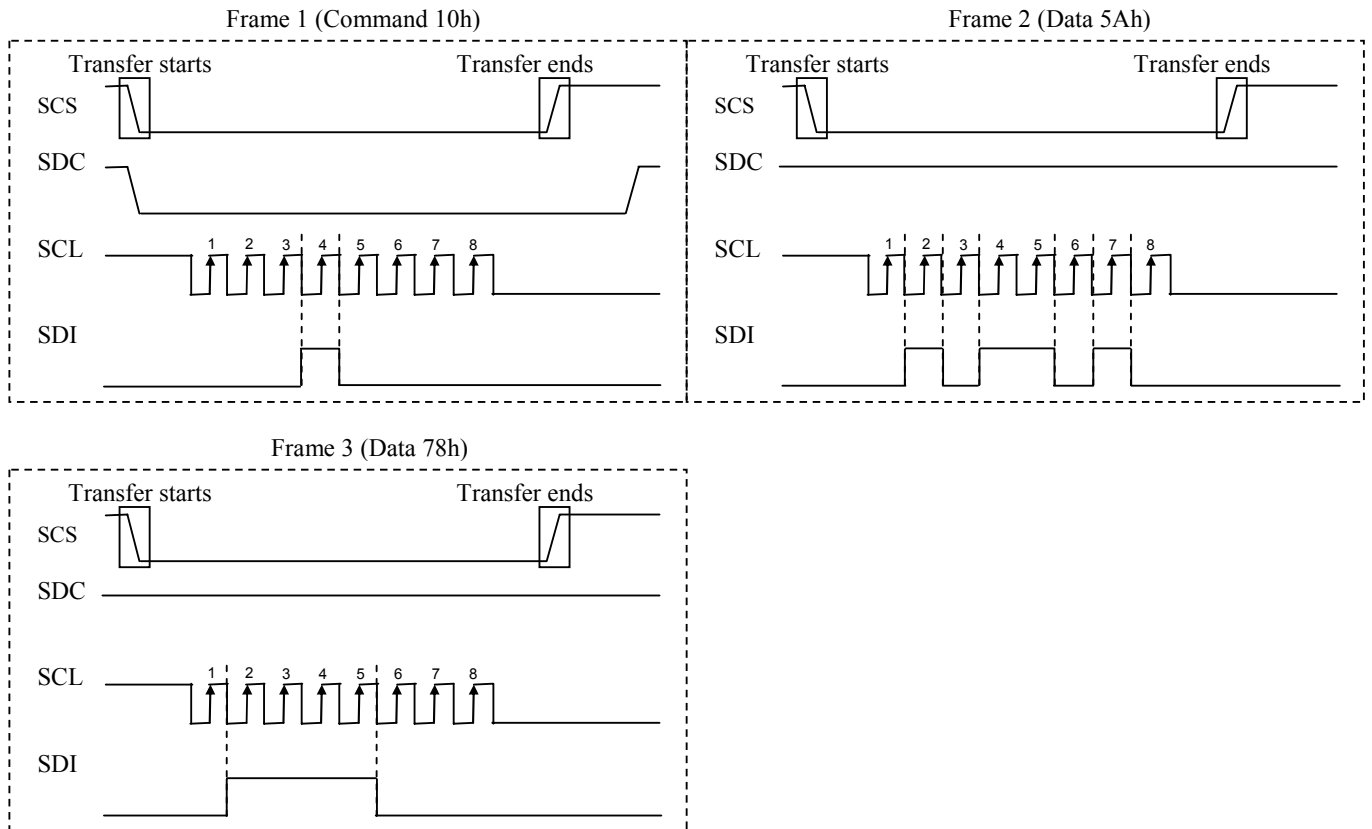 Frame 1 (Command 10h)
Transfer starts Transfer ends
SCS
SDC
SCL 1 2 3 4 5 6 7 8
SDI
Frame 2 (Data 5Ah)
Transfer starts Transfer ends
SCS
SDC
SCL 1 2 3 4 5 6 7 8
SDI
Frame 3 (Data 78h)
Transfer starts Transfer ends
SCS
SDC
SCL 1 2 3 4 5 6 7 8
SDI